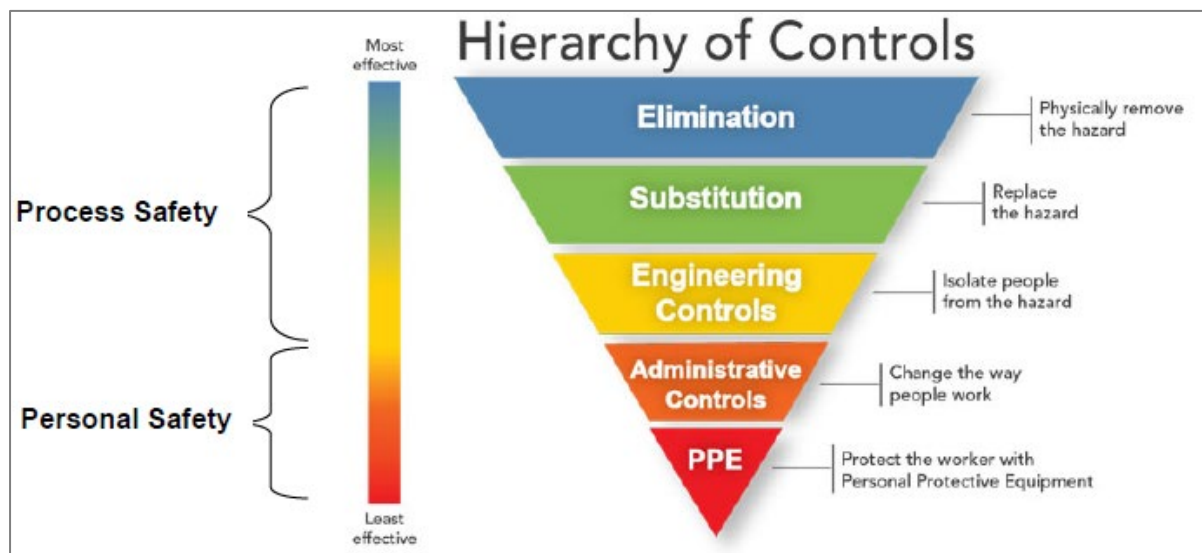 Hierarchy of Controls
Most
effective
Process Safety
Personal Safety
Least
effective
Elimination
Physically remove
the hazard
Substitution
Replace
the hazard
Engineering
Controls
Isolate people
from the hazard
Administrative
Controls
Change the way
people work
PPE
Protect the worker with
Personal Protective Equipment